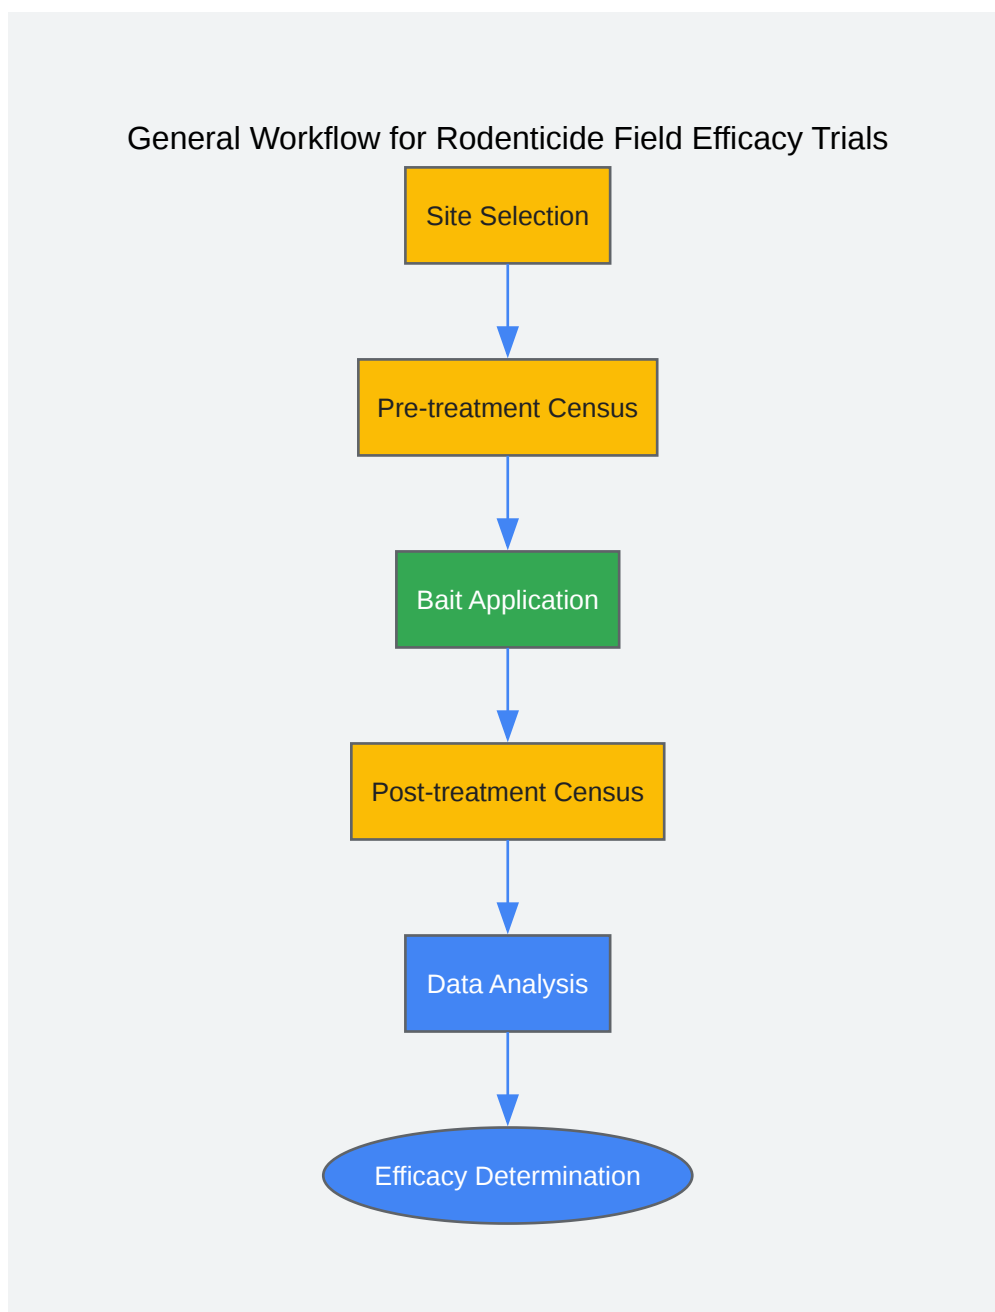 General Workflow for Rodenticide Field Efficacy Trials
Site Selection
Pre-treatment Census
Bait Application
Post-treatment Census
Data Analysis
Efficacy Determination